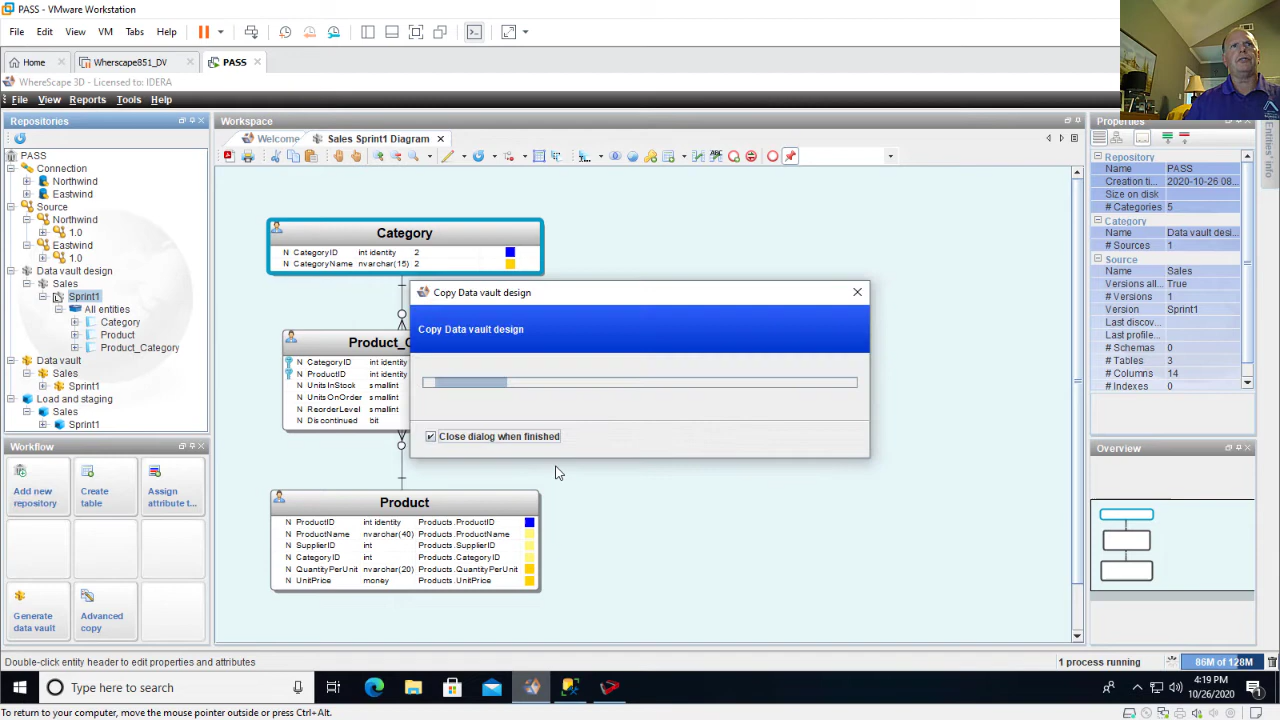 PASS - VMware Workstation
File Edit View VM Tabs Help
Home Wherscape851_DV PASS
WhereScape 3D - Licensed to: IDERA
File View Reports Tools Help
Repositories
PASS
Connection
Northwind
Eastwind
Source
Northwind
1.0
Eastwind
1.0
Data vault design
Sales
Sprint1
All entities
Category
Product
Product_Category
Data vault
Sales
Sprint1
Load and staging
Sales
Sprint1
Workflow
Add new repository
Create table
Assign attribute t...
Generate data vault
Advanced copy
Workspace
Welcome Sales Sprint1 Diagram
Category
N CategoryID int identity 2
N CategoryName nvarchar(15) 2
N CategoryID int identity
N ProductID int identity
N UnitsInStock smallint
N UnitsOnOrder smallint
N ReorderLevel smallint
N Discontinued bit
Copy Data vault design
Copy Data vault design
Close dialog when finished
Product
N ProductID int identity Products.ProductID
N ProductName nvarchar(40) Products.ProductName
N SupplierID int Products.SupplierID
N CategoryID int Products.CategoryID
N QuantityPerUnit nvarchar(20) Products.QuantityPerUnit
N UnitPrice money Products.UnitPrice
Properties
Repository
Name PASS
Creation ti... 2020-10-26 08...
Size on disk
# Categories 5
Category
Name Data vault desi...
# Sources 1
Source
Name Sales
Versions all... True
# Versions 1
Version Sprint1
Last discov...
Last profile...
# Schemas 0
# Tables 3
# Columns 14
# Indexes 0
Entities' info
Overview
Double-click entity header to edit properties and attributes
1 process running 86M of 128M
Type here to search
4:19 PM
10/26/2020
1
To return to your computer, move the mouse pointer outside or press Ctrl+Alt.